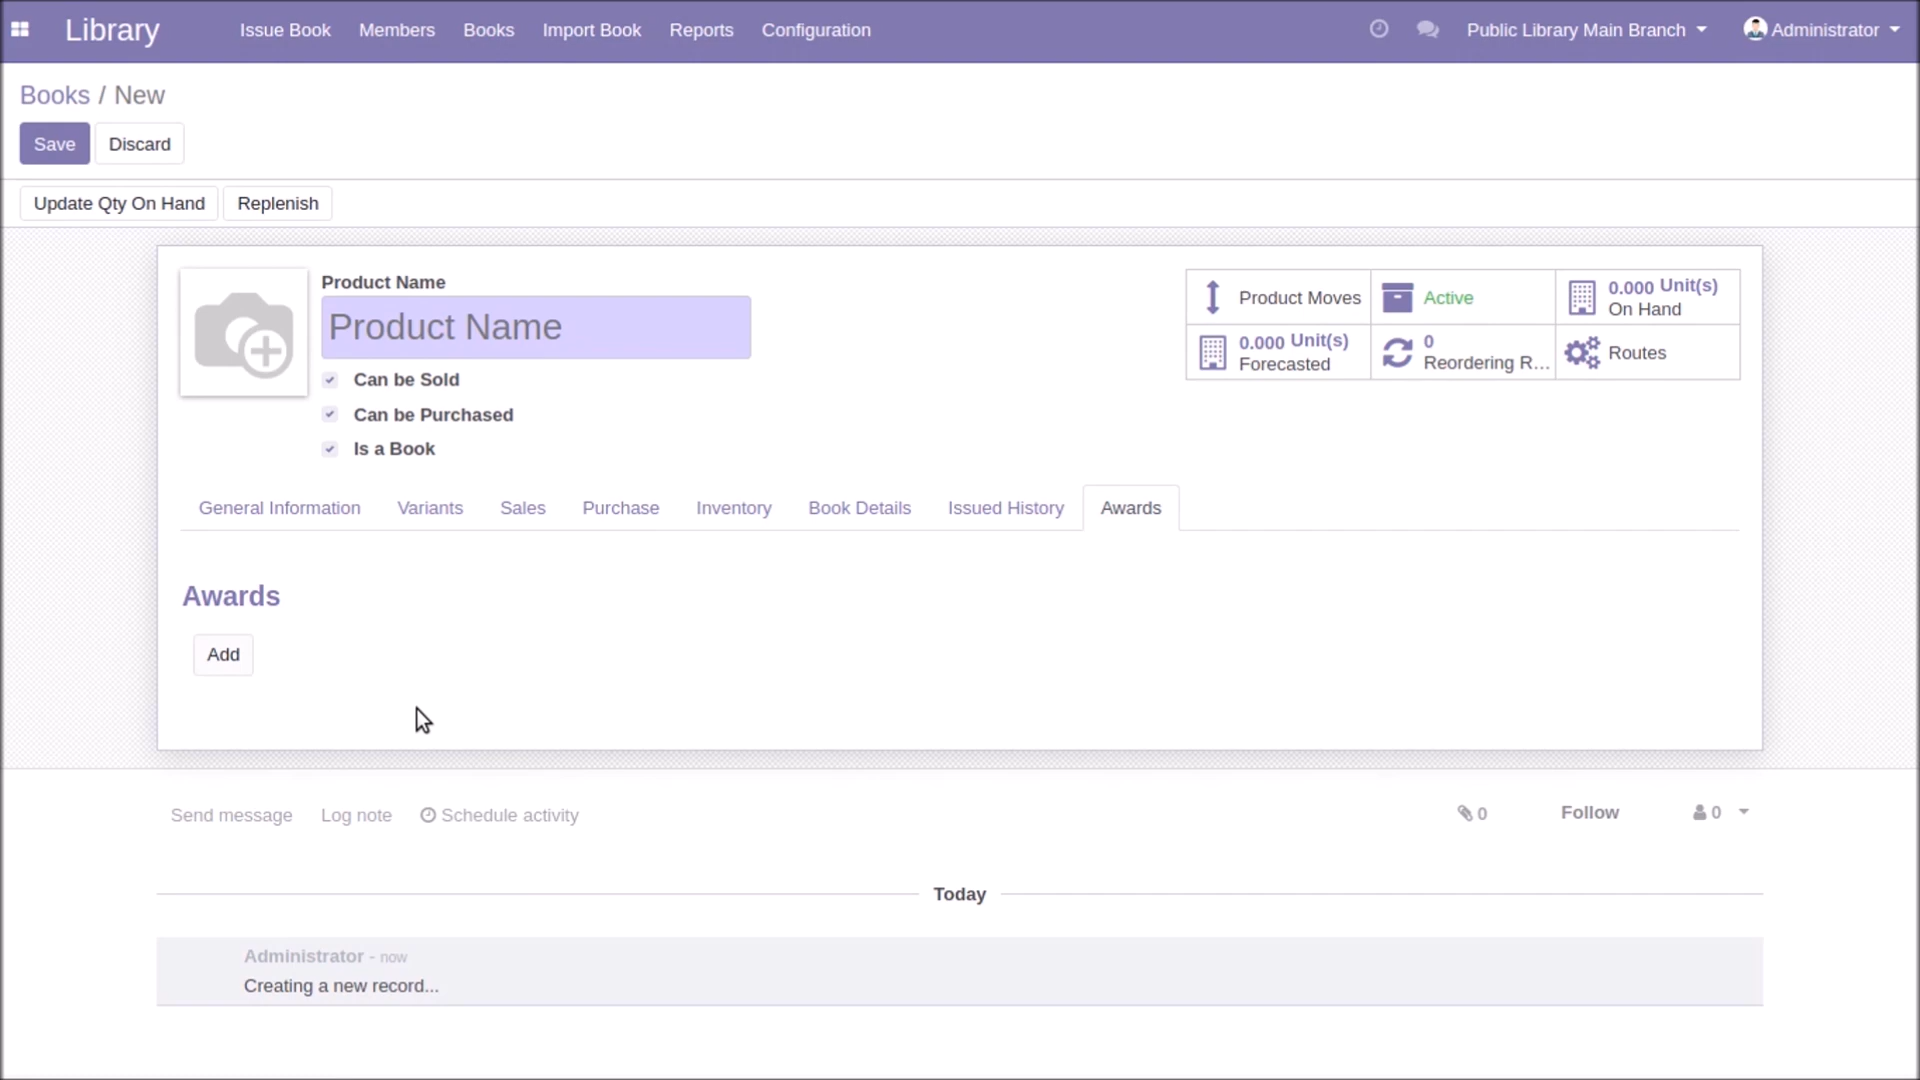 Library Issue Book Members Books Import Book Reports Configuration Public Library Main Branch Administrator
Books / New
Save Discard
Update Qty On Hand Replenish
Product Name
Product Name
Can be Sold
Can be Purchased
Is a Book
Product Moves
Active
0.000 Unit(s)
On Hand
0.000 Unit(s)
Forecasted
0
Reordering R...
Routes
General Information Variants Sales Purchase Inventory Book Details Issued History Awards
Awards
Add
Send message Log note Schedule activity 0 Follow 0
Today
Administrator - now
Creating a new record...